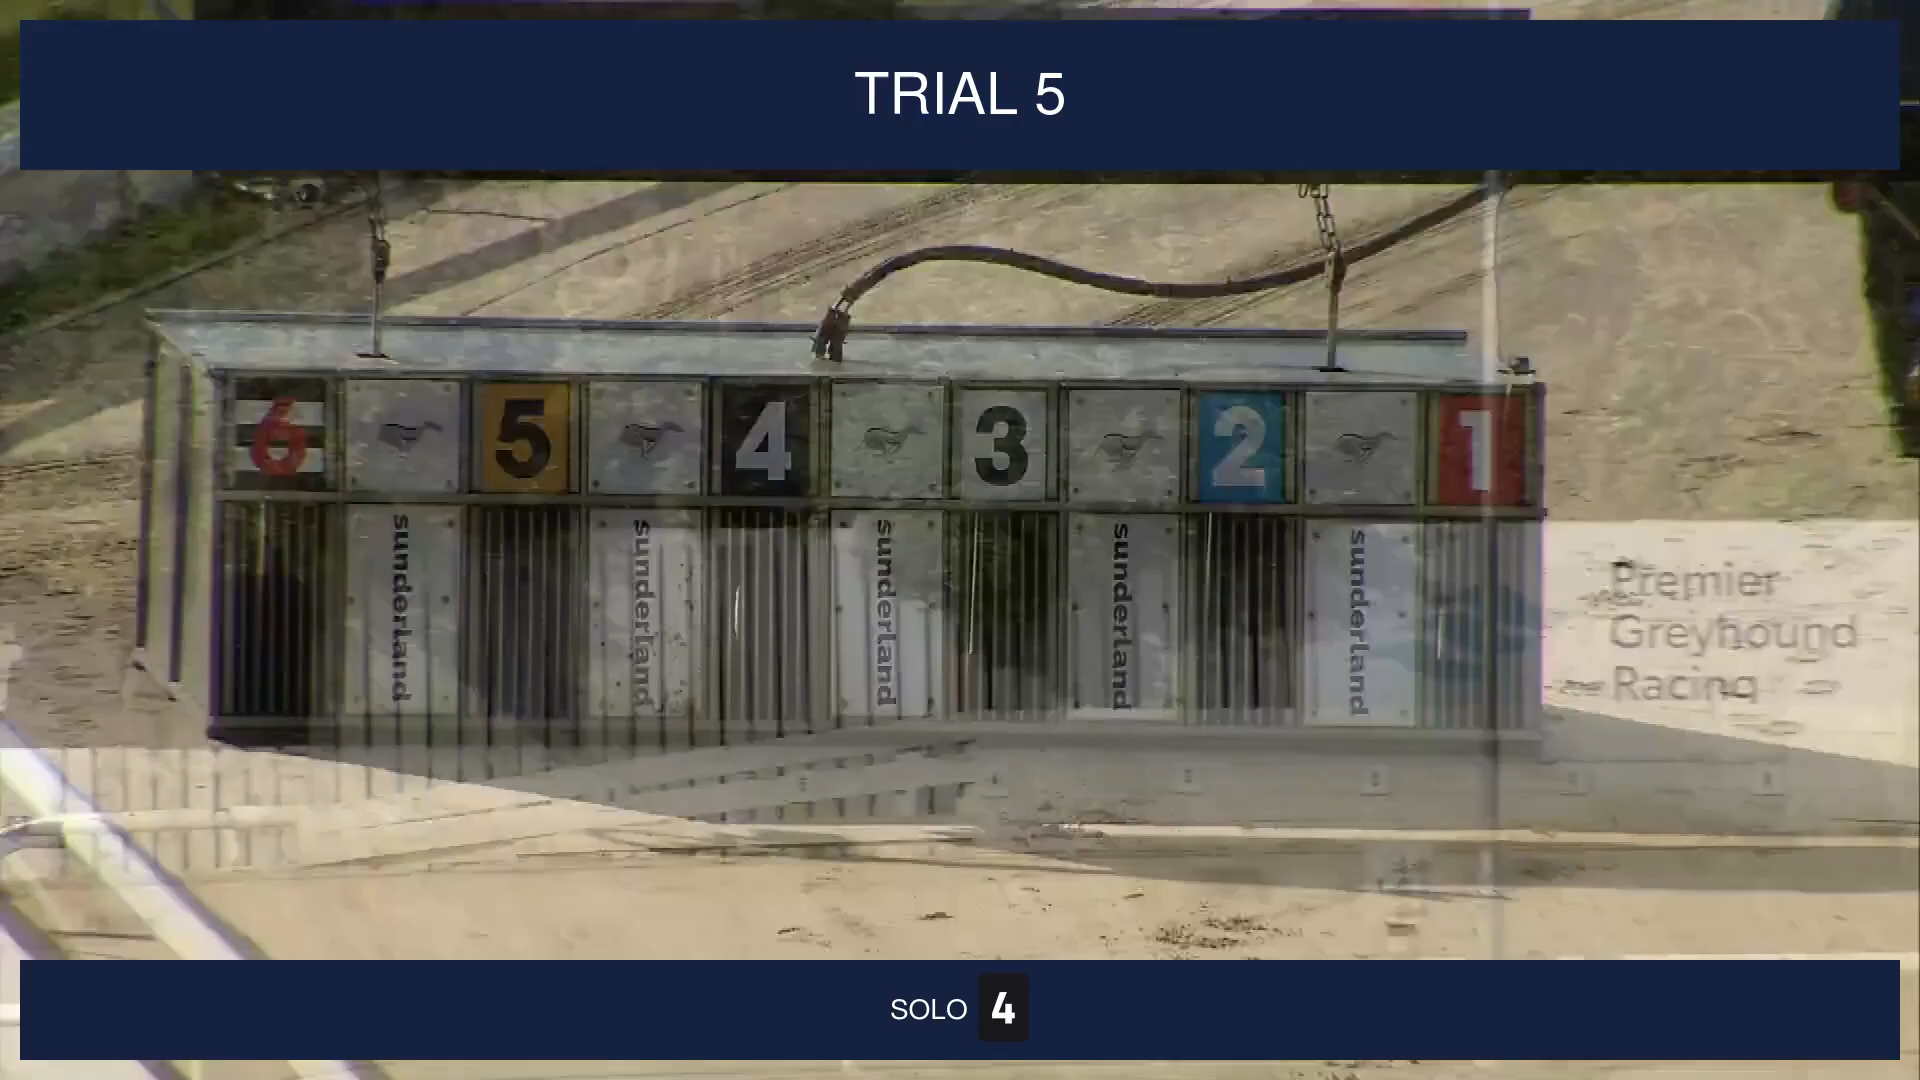 TRIAL 5
6 5 4 3 2 1
sunderland sunderland sunderland sunderland sunderland
Premier
Greyhound
Racing
SOLO 4